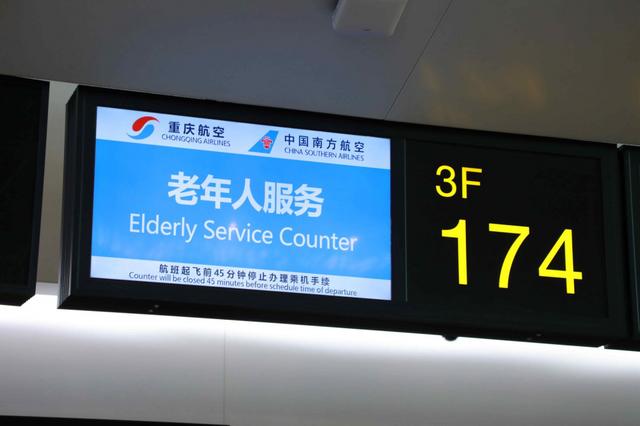 重庆航空
CHONGQING AIRLINES
中国南方航空
CHINA SOUTHERN AIRLINES
老年人服务
Elderly Service Counter
航班起飞前45分钟停止办理乘机手续
Counter will be closed 45 minutes before schedule time of departure
3F
174